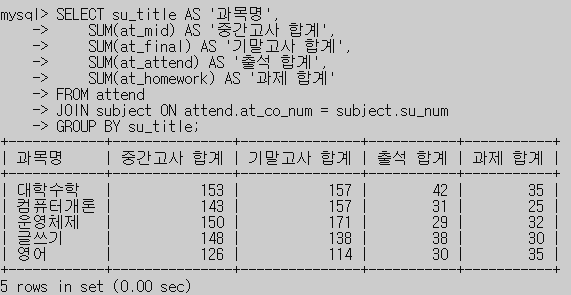 mysql> SELECT su_title AS '과목명',
    ->     SUM(at_mid) AS '중간고사 합계',
    ->     SUM(at_final) AS '기말고사 합계',
    ->     SUM(at_attend) AS '출석 합계',
    ->     SUM(at_homework) AS '과제 합계'
    -> FROM attend
    -> JOIN subject ON attend.at_co_num = subject.su_num
    -> GROUP BY su_title;
+------------+---------------+---------------+-----------+-----------+
| 과목명     | 중간고사 합계 | 기말고사 합계 | 출석 합계 | 과제 합계 |
+------------+---------------+---------------+-----------+-----------+
| 대학수학   |           153 |           157 |        42 |        35 |
| 컴퓨터개론 |           143 |           157 |        31 |        25 |
| 운영체제   |           150 |           171 |        29 |        32 |
| 글쓰기     |           148 |           138 |        38 |        30 |
| 영어       |           126 |           114 |        30 |        35 |
+------------+---------------+---------------+-----------+-----------+
5 rows in set (0.00 sec)